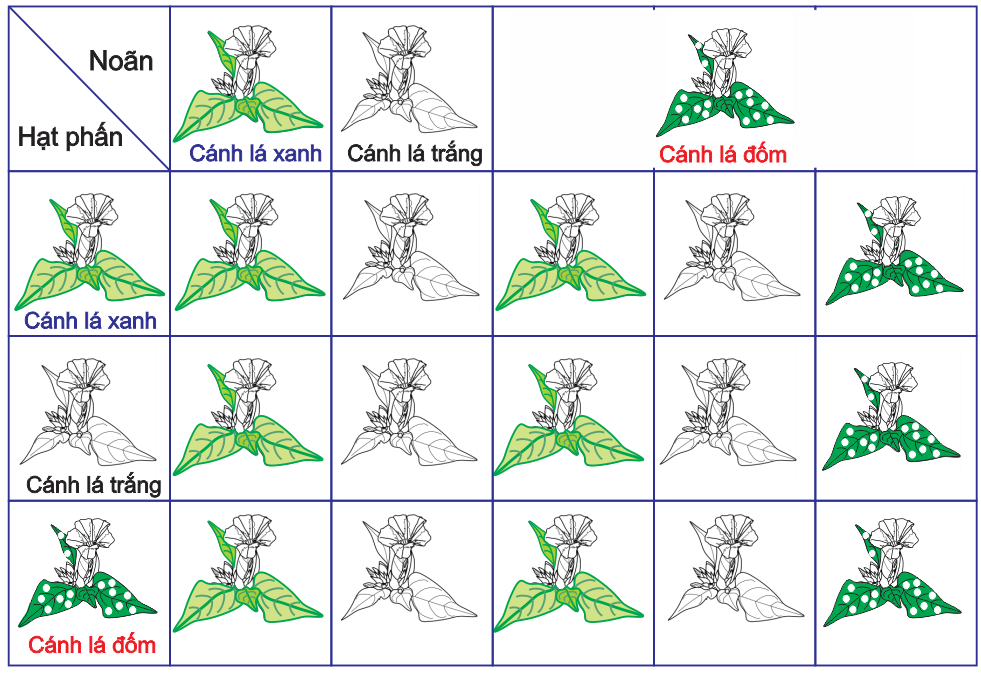 Noãn
Hạt phấn
Cánh lá xanh
Cánh lá trắng
Cánh lá đốm
Cánh lá xanh
Cánh lá trắng
Cánh lá đốm